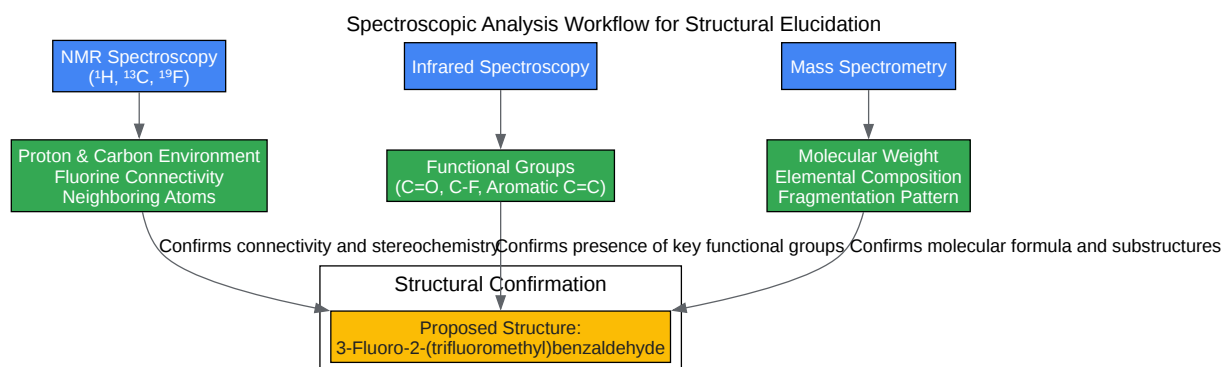 Spectroscopic Analysis Workflow for Structural Elucidation
NMR Spectroscopy
(¹H, ¹³C, ¹⁹F)
Infrared Spectroscopy
Mass Spectrometry
Proton & Carbon Environment
Fluorine Connectivity
Neighboring Atoms
Functional Groups
(C=O, C-F, Aromatic C=C)
Molecular Weight
Elemental Composition
Fragmentation Pattern
Confirms connectivity and stereochemistry
Confirms presence of key functional groups
Confirms molecular formula and substructures
Structural Confirmation
Proposed Structure:
3-Fluoro-2-(trifluoromethyl)benzaldehyde